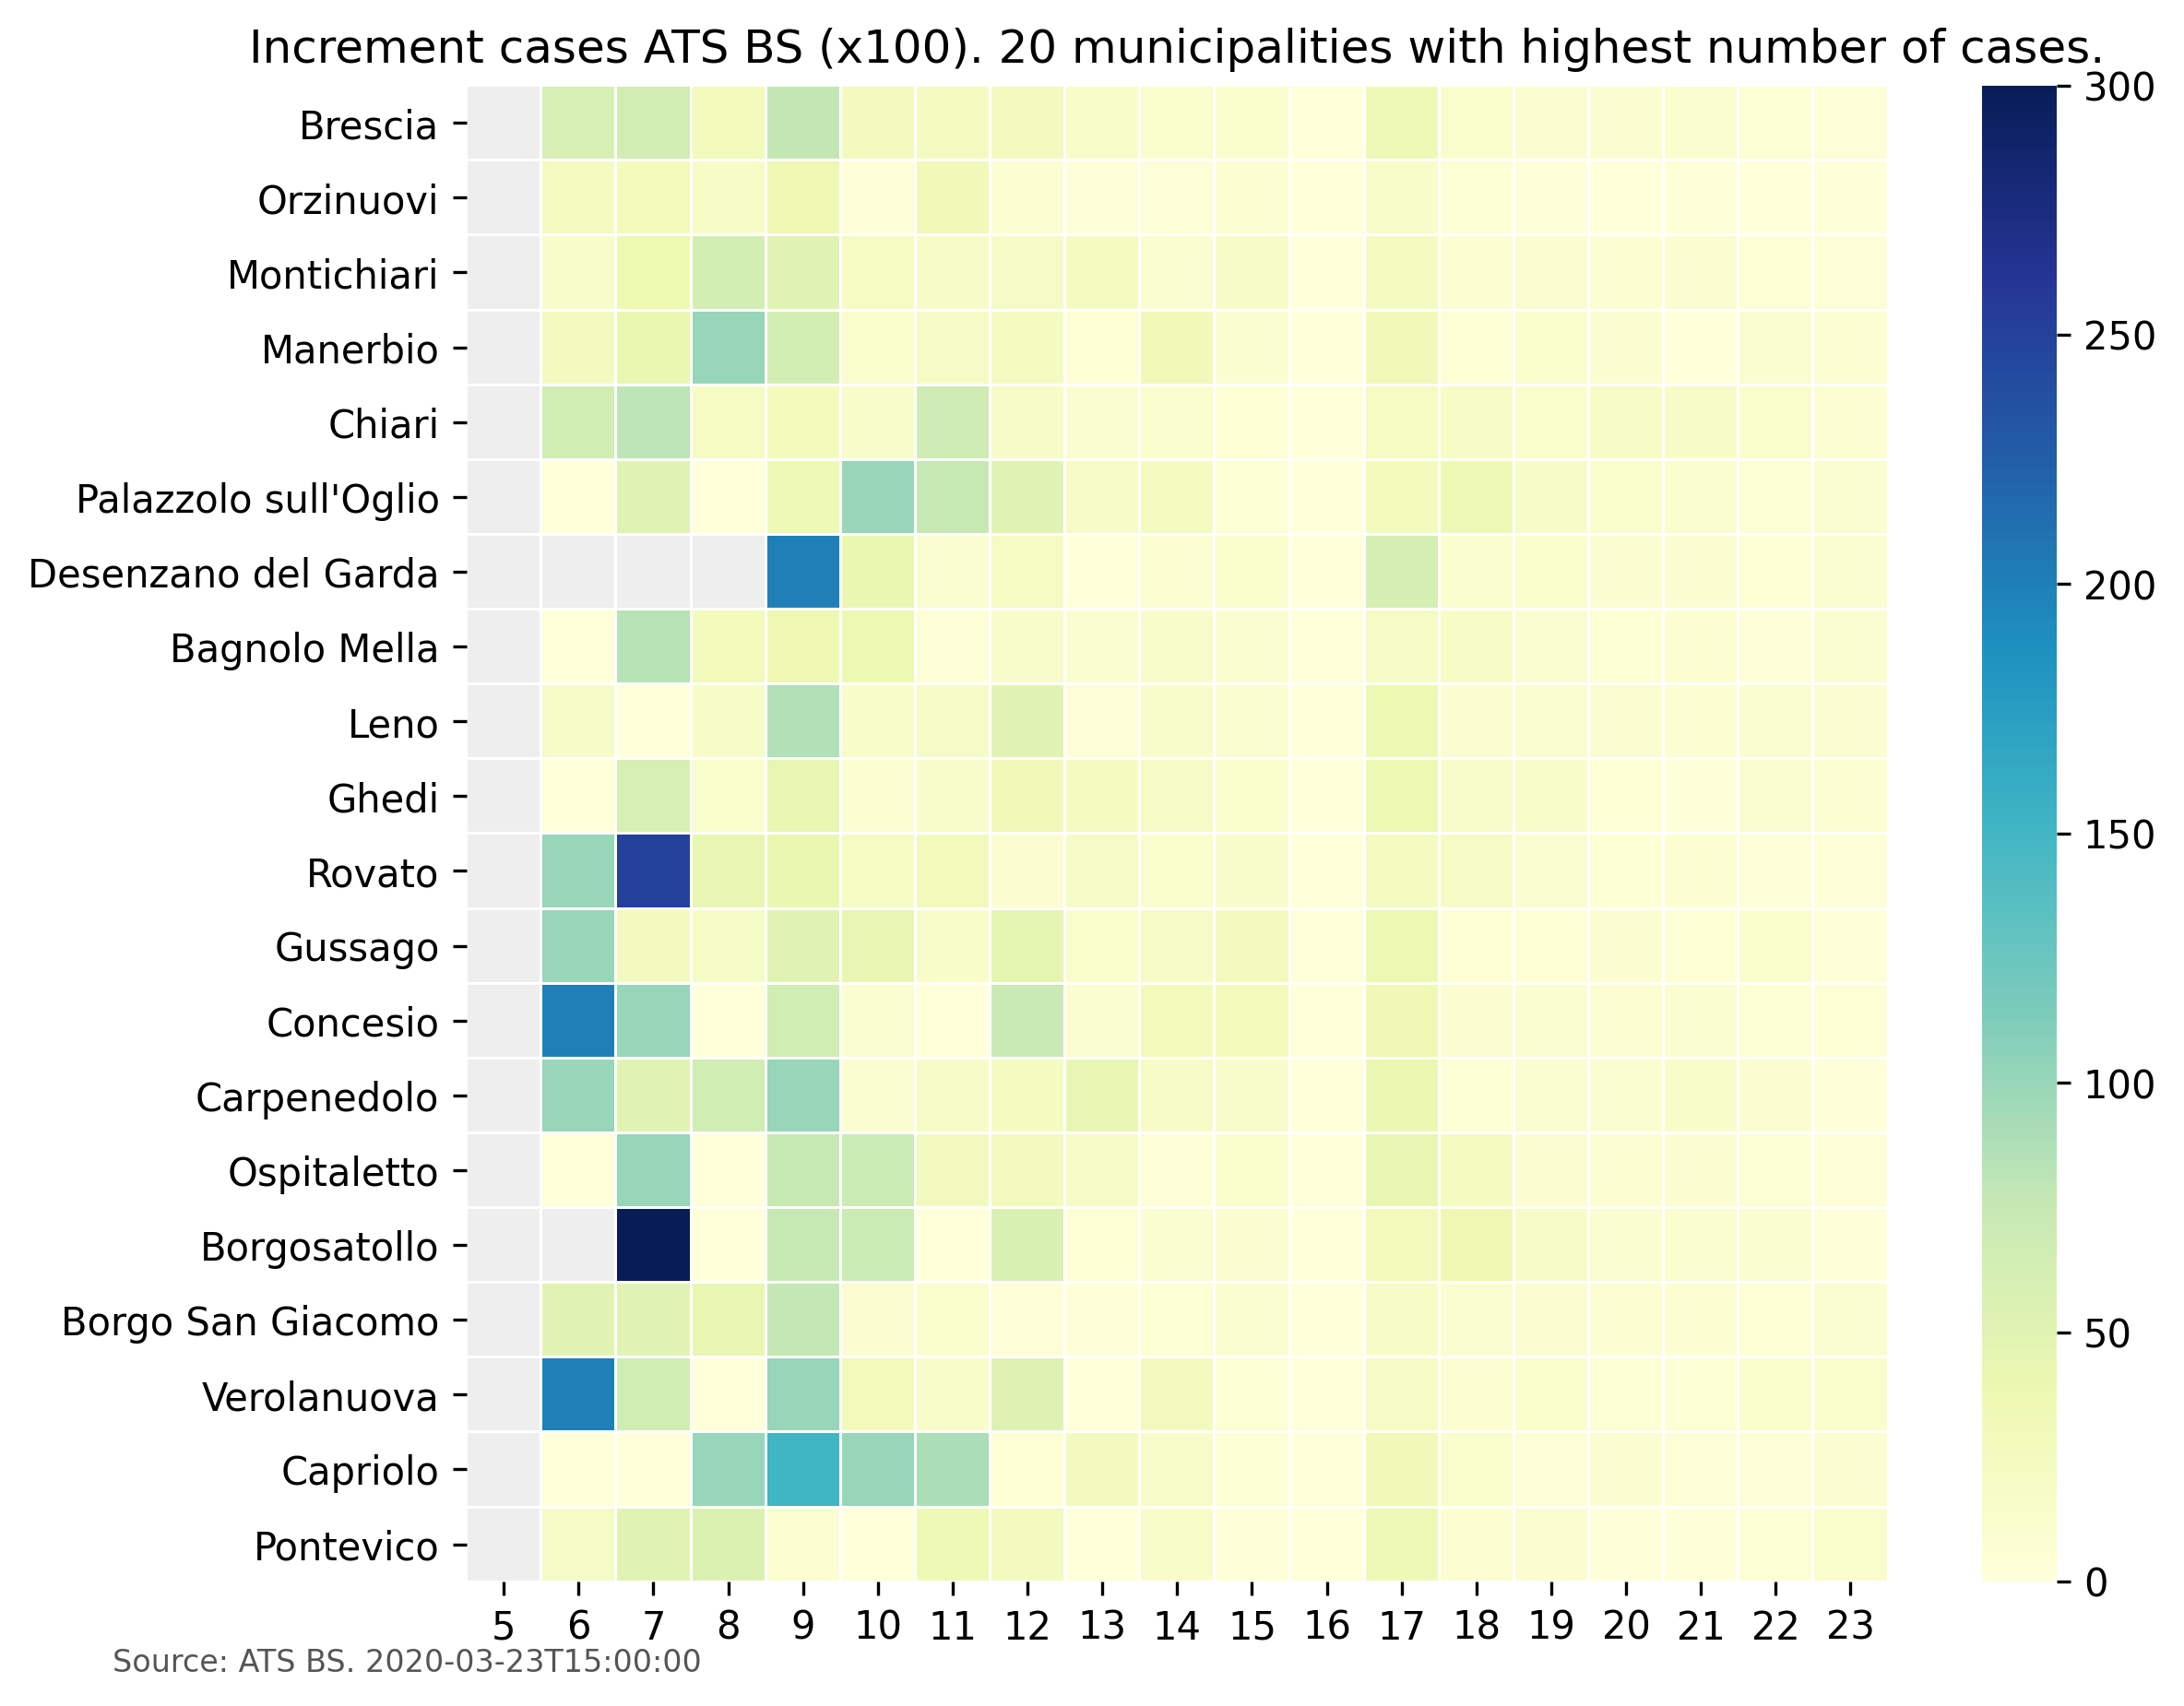 Increment cases ATS BS (x100). 20 municipalities with highest number of cases.
Brescia
Orzinuovi
Montichiari
Manerbio
Chiari
Palazzolo sull'Oglio
Desenzano del Garda
Bagnolo Mella
Leno
Ghedi
Rovato
Gussago
Concesio
Carpenedolo
Ospitaletto
Borgosatollo
Borgo San Giacomo
Verolanuova
Capriolo
Pontevico
5 6 7 8 9 10 11 12 13 14 15 16 17 18 19 20 21 22 23
300
250
200
150
100
50
0
Source: ATS BS. 2020-03-23T15:00:00